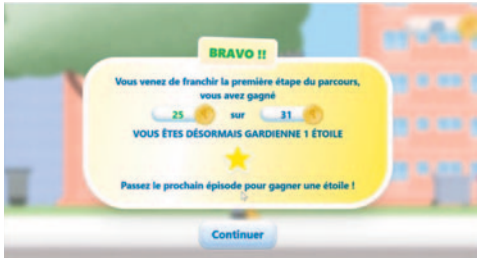 BRAVO !!
Vous venez de franchir la première étape du parcours,
vous avez gagné
25 sur 31
VOUS ÊTES DÉSORMAIS GARDIENNE 1 ÉTOILE
Passez le prochain épisode pour gagner une étoile !
Continuer